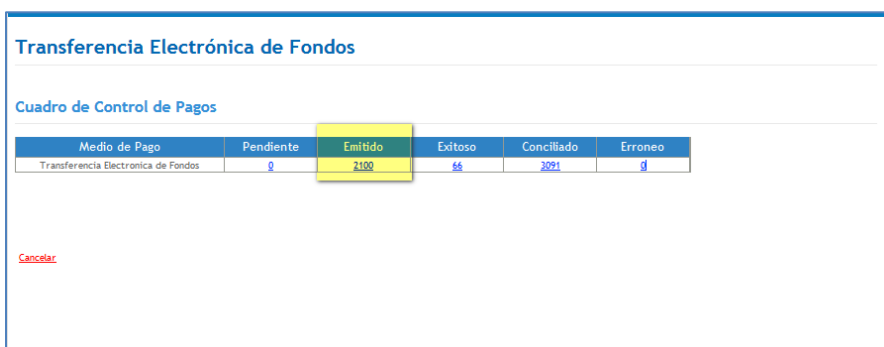 Transferencia Electrónica de Fondos
Cuadro de Control de Pagos
Medio de Pago Pendiente Emitido Exitoso Conciliado Erroneo
Transferencia Electronica de Fondos 0 2100 66 3091 0
Cancelar